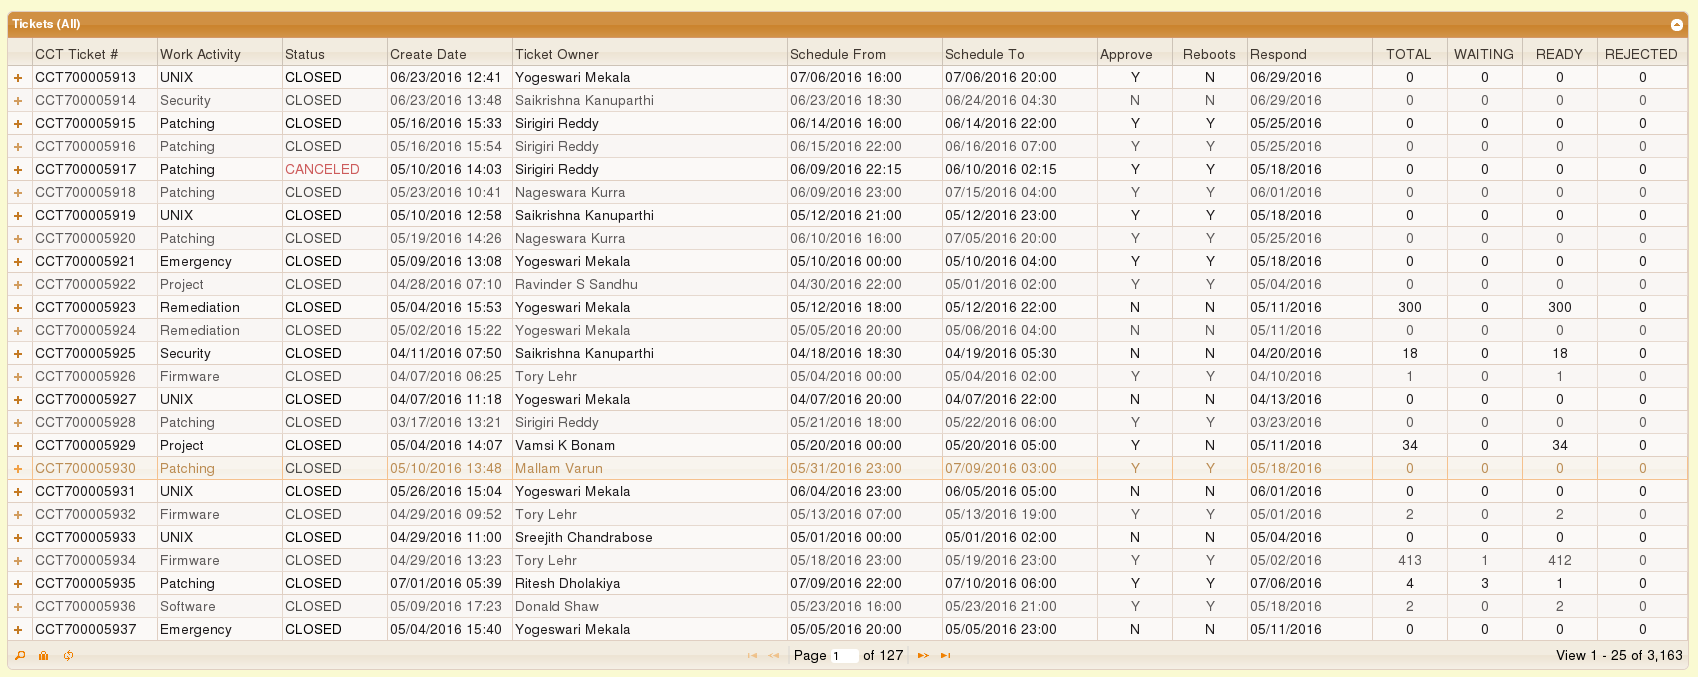 Tickets (All)
CCT Ticket # Work Activity Status Create Date Ticket Owner Schedule From Schedule To Approve Reboots Respond TOTAL WAITING READY REJECTED
CCT700005913 UNIX CLOSED 06/23/2016 12:41 Yogeswari Mekala 07/06/2016 16:00 07/06/2016 20:00 Y N 06/29/2016 0 0 0 0
CCT700005914 Security CLOSED 06/23/2016 13:48 Saikrishna Kanuparthi 06/23/2016 18:30 06/24/2016 04:30 N N 06/29/2016 0 0 0 0
CCT700005915 Patching CLOSED 05/16/2016 15:33 Sirigiri Reddy 06/14/2016 16:00 06/14/2016 22:00 Y Y 05/25/2016 0 0 0 0
CCT700005916 Patching CLOSED 05/16/2016 15:54 Sirigiri Reddy 06/15/2016 22:00 06/16/2016 07:00 Y Y 05/25/2016 0 0 0 0
CCT700005917 Patching CANCELED 05/10/2016 14:03 Sirigiri Reddy 06/09/2016 22:15 06/10/2016 02:15 Y Y 05/18/2016 0 0 0 0
CCT700005918 Patching CLOSED 05/23/2016 10:41 Nageswara Kurra 06/09/2016 23:00 07/15/2016 04:00 Y Y 06/01/2016 0 0 0 0
CCT700005919 UNIX CLOSED 05/10/2016 12:58 Saikrishna Kanuparthi 05/12/2016 21:00 05/12/2016 23:00 Y Y 05/18/2016 0 0 0 0
CCT700005920 Patching CLOSED 05/19/2016 14:26 Nageswara Kurra 06/10/2016 16:00 07/05/2016 20:00 Y Y 05/25/2016 0 0 0 0
CCT700005921 Emergency CLOSED 05/09/2016 13:08 Yogeswari Mekala 05/10/2016 00:00 05/10/2016 04:00 Y Y 05/18/2016 0 0 0 0
CCT700005922 Project CLOSED 04/28/2016 07:10 Ravinder S Sandhu 04/30/2016 22:00 05/01/2016 02:00 Y Y 05/04/2016 0 0 0 0
CCT700005923 Remediation CLOSED 05/04/2016 15:53 Yogeswari Mekala 05/12/2016 18:00 05/12/2016 22:00 N N 05/11/2016 300 0 300 0
CCT700005924 Remediation CLOSED 05/02/2016 15:22 Yogeswari Mekala 05/05/2016 20:00 05/06/2016 04:00 N N 05/11/2016 0 0 0 0
CCT700005925 Security CLOSED 04/11/2016 07:50 Saikrishna Kanuparthi 04/18/2016 18:30 04/19/2016 05:30 N N 04/20/2016 18 0 18 0
CCT700005926 Firmware CLOSED 04/07/2016 06:25 Tory Lehr 05/04/2016 00:00 05/04/2016 02:00 Y Y 04/10/2016 1 0 1 0
CCT700005927 UNIX CLOSED 04/07/2016 11:18 Yogeswari Mekala 04/07/2016 20:00 04/07/2016 22:00 N N 04/13/2016 0 0 0 0
CCT700005928 Patching CLOSED 03/17/2016 13:21 Sirigiri Reddy 05/21/2016 18:00 05/22/2016 06:00 Y Y 03/23/2016 0 0 0 0
CCT700005929 Project CLOSED 05/04/2016 14:07 Vamsi K Bonam 05/20/2016 00:00 05/20/2016 05:00 Y N 05/11/2016 34 0 34 0
CCT700005930 Patching CLOSED 05/10/2016 13:48 Mallam Varun 05/31/2016 23:00 07/09/2016 03:00 Y Y 05/18/2016 0 0 0 0
CCT700005931 UNIX CLOSED 05/26/2016 15:04 Yogeswari Mekala 06/04/2016 23:00 06/05/2016 05:00 N N 06/01/2016 0 0 0 0
CCT700005932 Firmware CLOSED 04/29/2016 09:52 Tory Lehr 05/13/2016 07:00 05/13/2016 19:00 Y Y 05/01/2016 2 0 2 0
CCT700005933 UNIX CLOSED 04/29/2016 11:00 Sreejith Chandrabose 05/01/2016 00:00 05/01/2016 02:00 N N 05/04/2016 0 0 0 0
CCT700005934 Firmware CLOSED 04/29/2016 13:23 Tory Lehr 05/18/2016 23:00 05/19/2016 23:00 Y Y 05/02/2016 413 1 412 0
CCT700005935 Patching CLOSED 07/01/2016 05:39 Ritesh Dholakiya 07/09/2016 22:00 07/10/2016 06:00 Y Y 07/06/2016 4 3 1 0
CCT700005936 Software CLOSED 05/09/2016 17:23 Donald Shaw 05/23/2016 16:00 05/23/2016 21:00 Y Y 05/18/2016 2 0 2 0
CCT700005937 Emergency CLOSED 05/04/2016 15:40 Yogeswari Mekala 05/05/2016 20:00 05/05/2016 23:00 N N 05/11/2016 0 0 0 0
Page 1 of 127 View 1 - 25 of 3,163